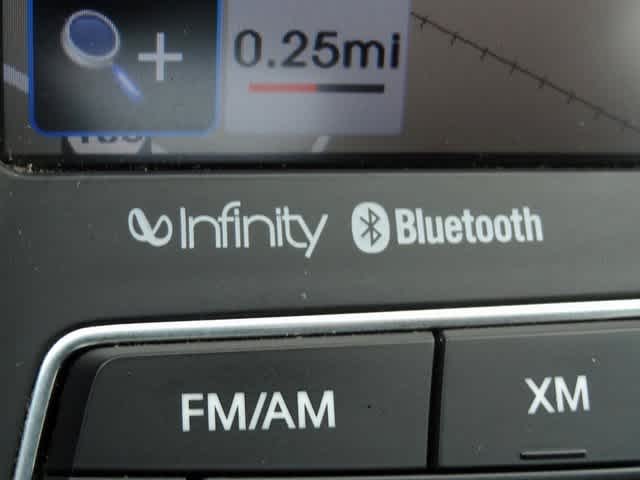 0.25mi
Infinity Bluetooth
FM/AM XM